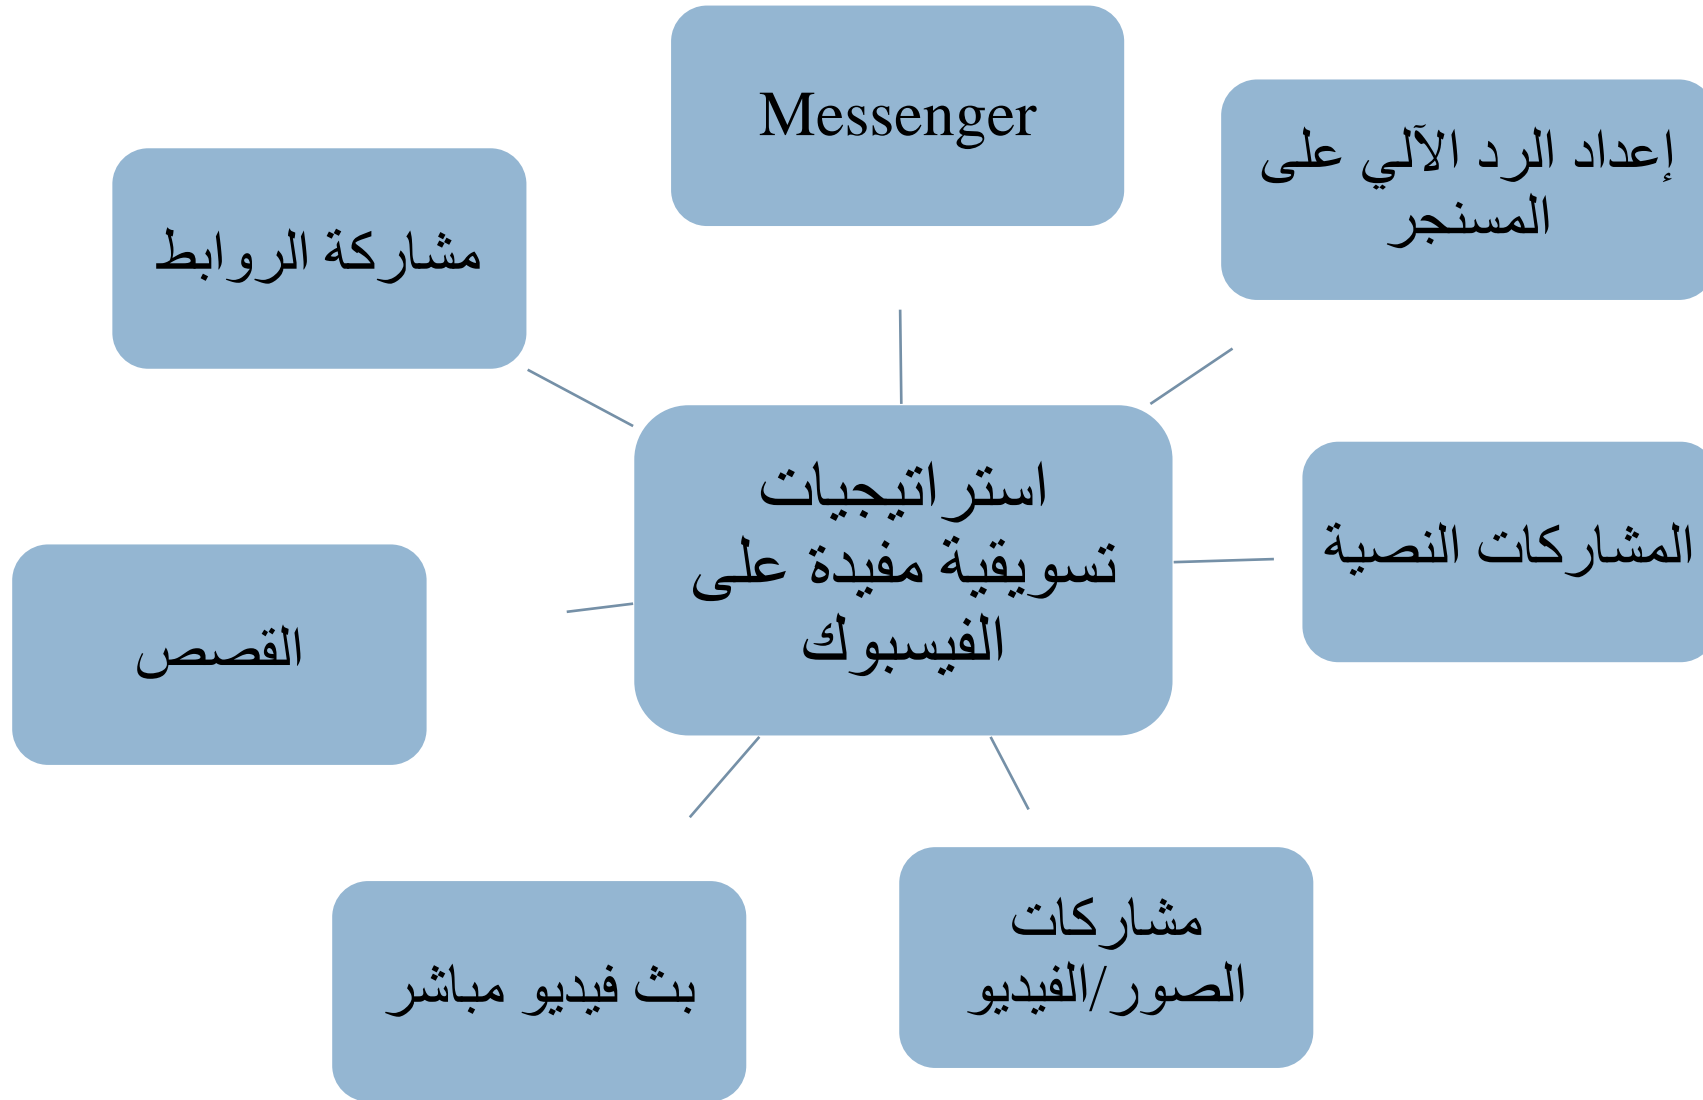 Messenger
إعداد الرد الآلي على
المسنجر
مشاركة الروابط
استراتيجيات
تسويقية مفيدة على
الفيسبوك
المشاركات النصية
القصص
مشاركات
الصور/الفيديو
بث فيديو مباشر